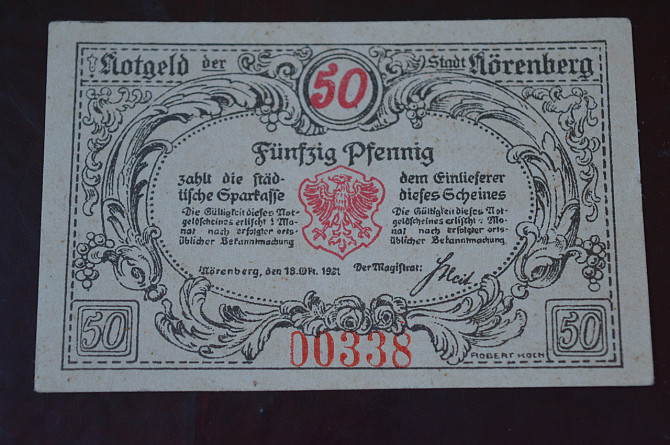 Notgeld der Stadt Nörenberg
50
Fünfzig Pfennig
zahlt die städ-
tische Sparkasse
dem Einlieferer
dieses Scheines
Die Gültigkeit dieses Not-
geldscheines erlischt 1 Mo-
nat nach erfolgter orts-
üblicher Bekanntmachung
Die Gültigkeit dieses Not-
geldscheines erlischt 1 Mo-
nat nach erfolgter orts-
üblicher Bekanntmachung.
Nörenberg, den 18. Okt. 1921
Der Magistrat:
50
50
00338
ROBERT KOCH